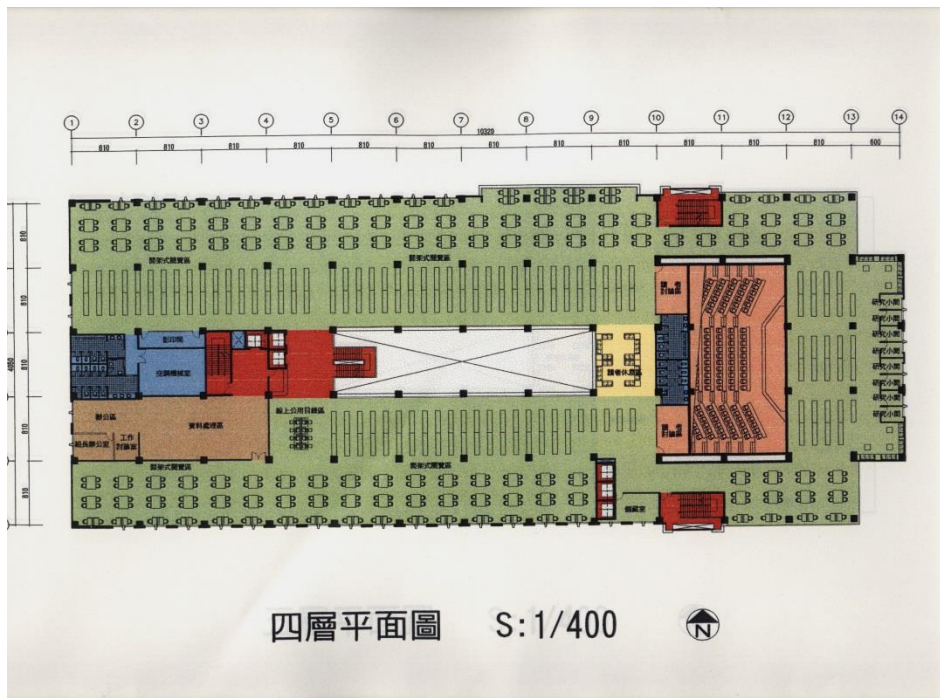 1 2 3 4 5 6 7 8 9 10 11 12 13 14
10320
810 810 810 810 810 810 810 810 810 810 810 810 600
810
810
810
810
810
4050
開架式閱覽區 開架式閱覽區
研究小間
研究小間
研究小間
研究小間
研究小間
研究小間
研究小間
影印間
空調機械室
讀者休息區
辦公區
資料處理區
線上公用目錄區
組長辦公室
工作
討論室
開架式閱覽區 開架式閱覽區
四層平面圖 S:1/400
N